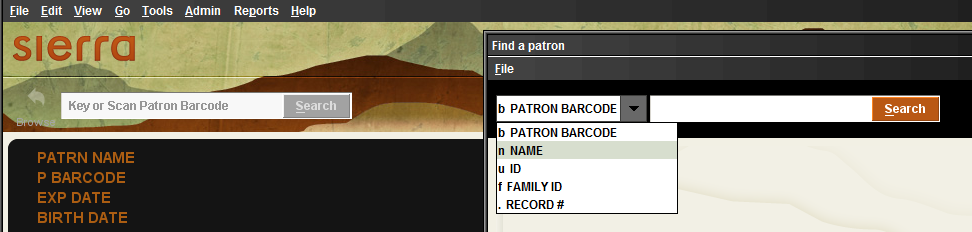 File Edit View Go Tools Admin Reports Help
sierra
Key or Scan Patron Barcode Search
Browse
PATRN NAME
P BARCODE
EXP DATE
BIRTH DATE
Find a patron
File
b PATRON BARCODE Search
b PATRON BARCODE
n NAME
u ID
f FAMILY ID
. RECORD #